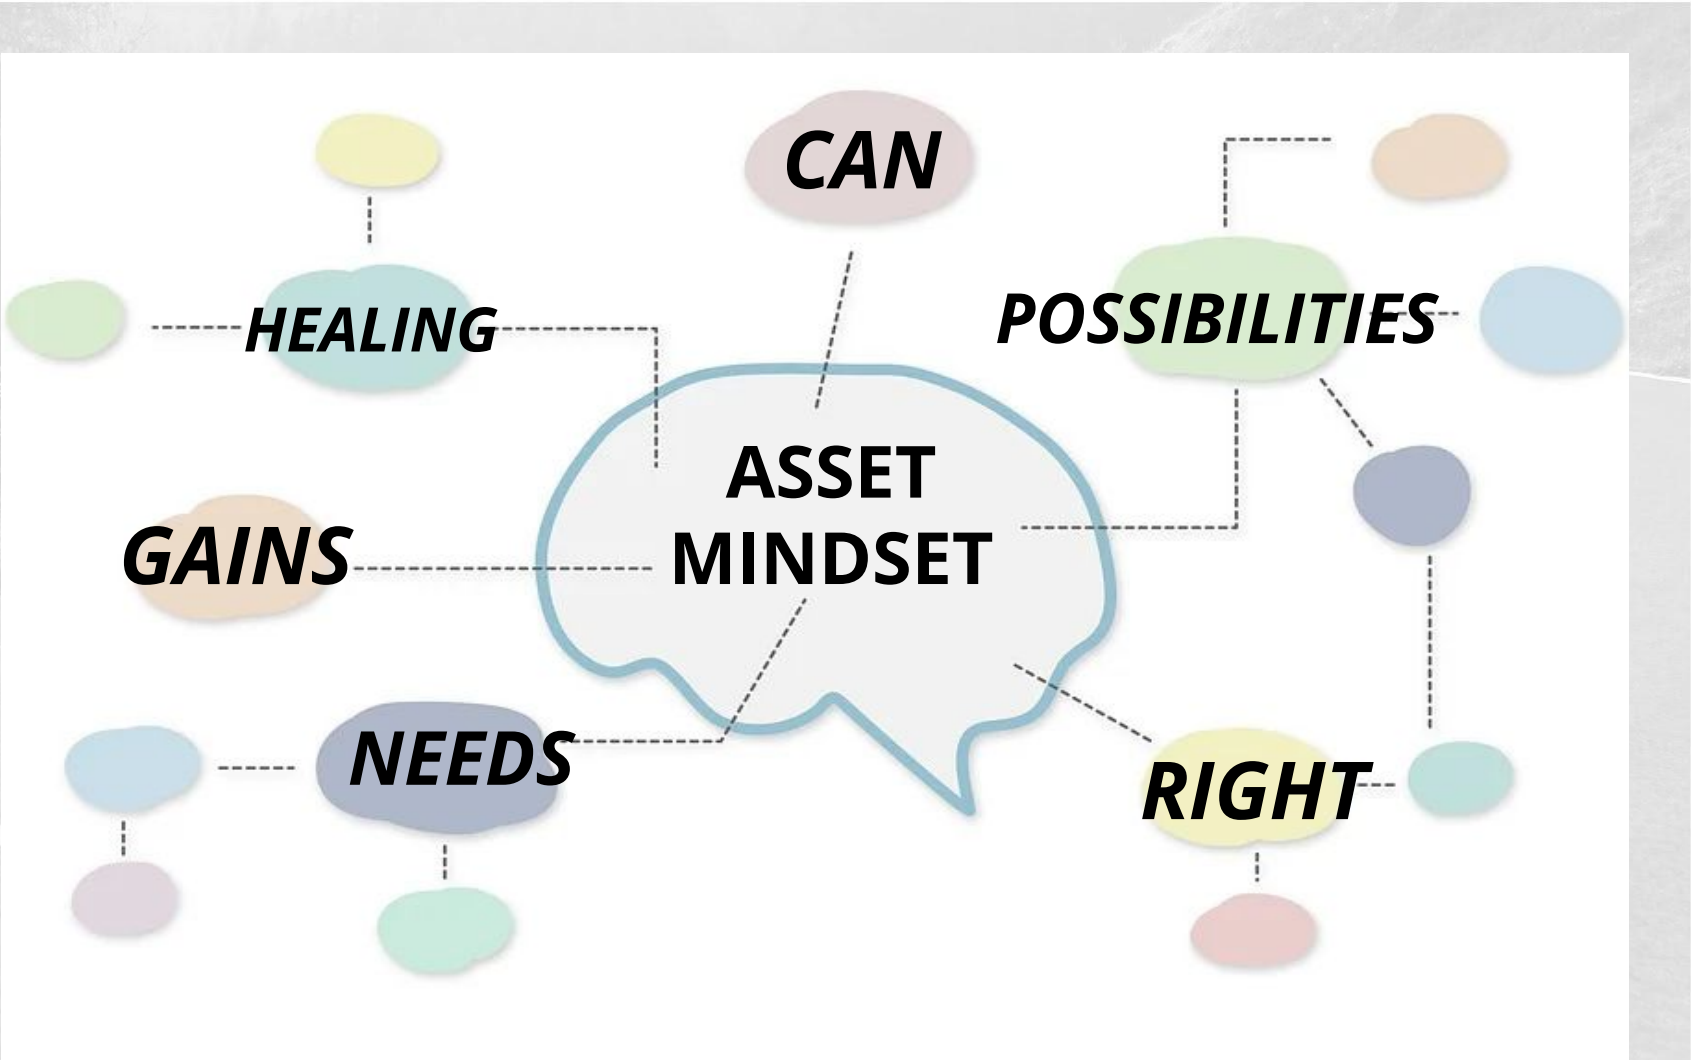 CAN
HEALING
POSSIBILITIES
ASSET
MINDSET
GAINS
NEEDS
RIGHT